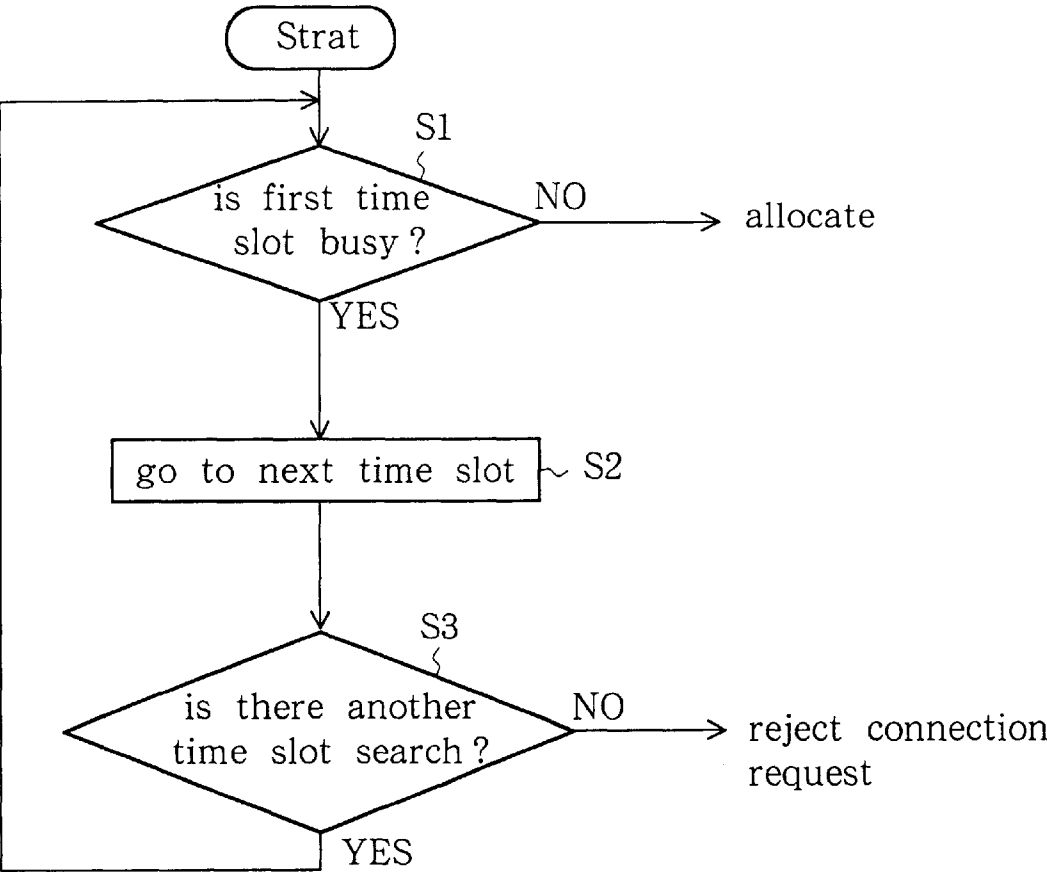 Strat
S1
is first time
slot busy?
NO
allocate
YES
go to next time slot
S2
S3
is there another
time slot search?
NO
reject connection
request
YES